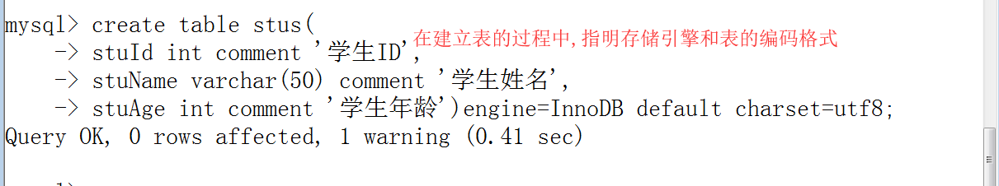 mysql> create table stus(
在建立表的过程中,指明存储引擎和表的编码格式
-> stuId int comment '学生ID',
-> stuName varchar(50) comment '学生姓名',
-> stuAge int comment '学生年龄')engine=InnoDB default charset=utf8;
Query OK, 0 rows affected, 1 warning (0.41 sec)